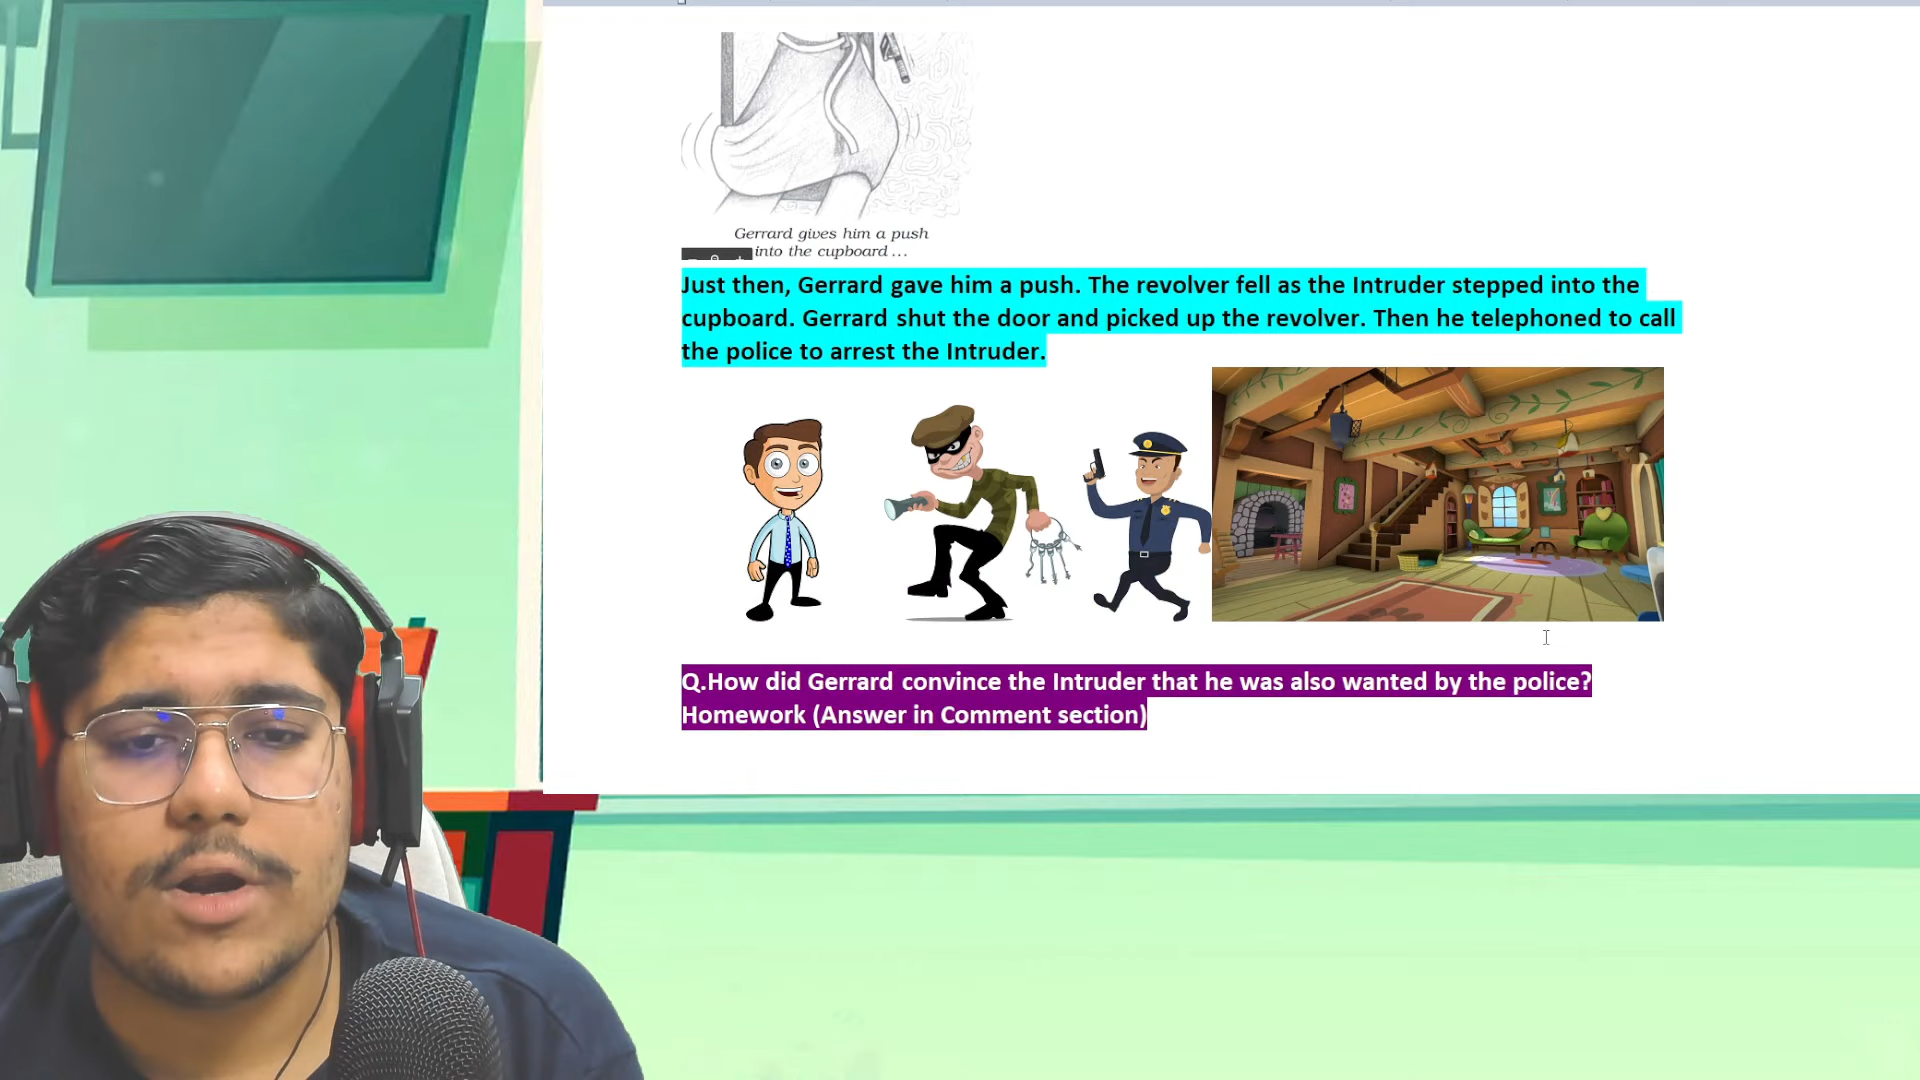 Gerrard gives him a push
into the cupboard...
Just then, Gerrard gave him a push. The revolver fell as the Intruder stepped into the
cupboard. Gerrard shut the door and picked up the revolver. Then he telephoned to call
the police to arrest the Intruder.
Q.How did Gerrard convince the Intruder that he was also wanted by the police?
Homework (Answer in Comment section)